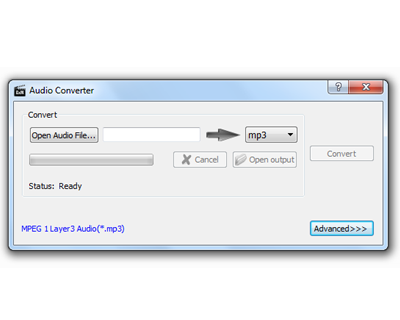 Audio Converter
Convert
Open Audio File...
mp3
Cancel
Open output
Convert
Status: Ready
MPEG 1 Layer3 Audio(*.mp3)
Advanced>>>